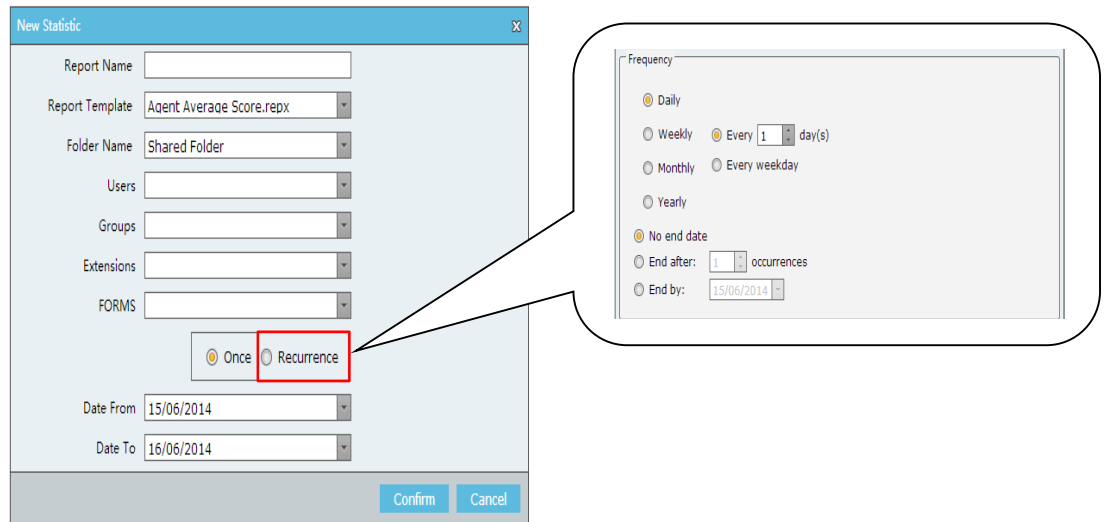 New Statistic
Report Name
Report Template Agent Average Score.repx
Folder Name Shared Folder
Users
Groups
Extensions
FORMS
Once Recurrence
Date From 15/06/2014
Date To 16/06/2014
Confirm Cancel
Frequency
Daily
Weekly Every 1 day(s)
Monthly Every weekday
Yearly
No end date
End after: 1 occurrences
End by: 15/06/2014